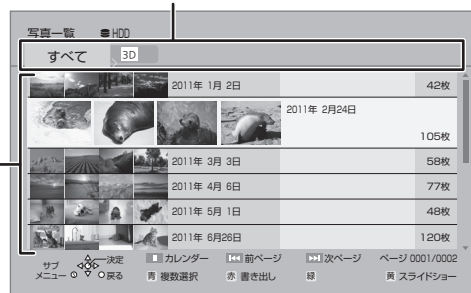 写真一覧 HDD
すべて 3D
2011年 1月 2日 42枚
2011年 2月24日
105枚
2011年 3月 3日 58枚
2011年 4月 6日 77枚
2011年 5月 1日 48枚
2011年 6月26日 120枚
サブメニュー 決定 戻る
カレンダー 前ページ 次ページ ページ 0001/0002
青 複数選択 赤 書き出し 緑 黄 スライドショー